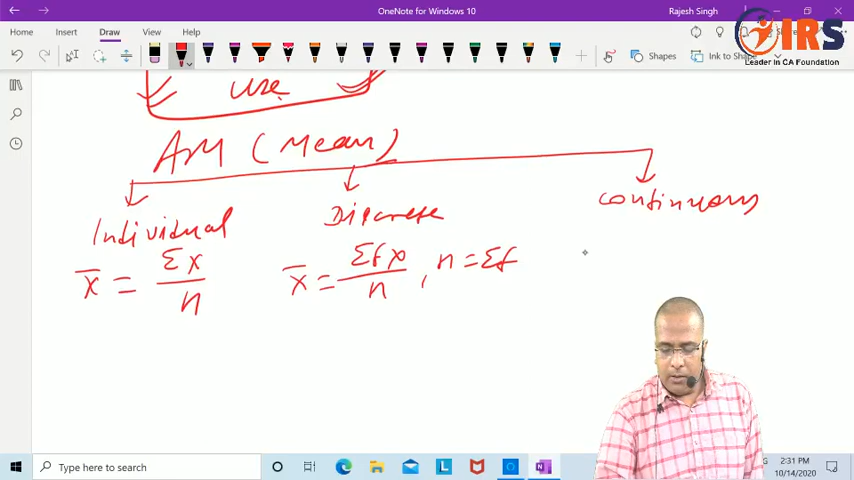 OneNote for Windows 10
Rajesh Singh
IRS
Leader In CA Foundation
Home Insert Draw View Help
Shapes Ink to Shape
use
AM (Mean)
Individual Discrete Continuous
x̄ = Σx/n x̄ = Σfx/n , n = Σf
Type here to search
2:31 PM
10/14/2020